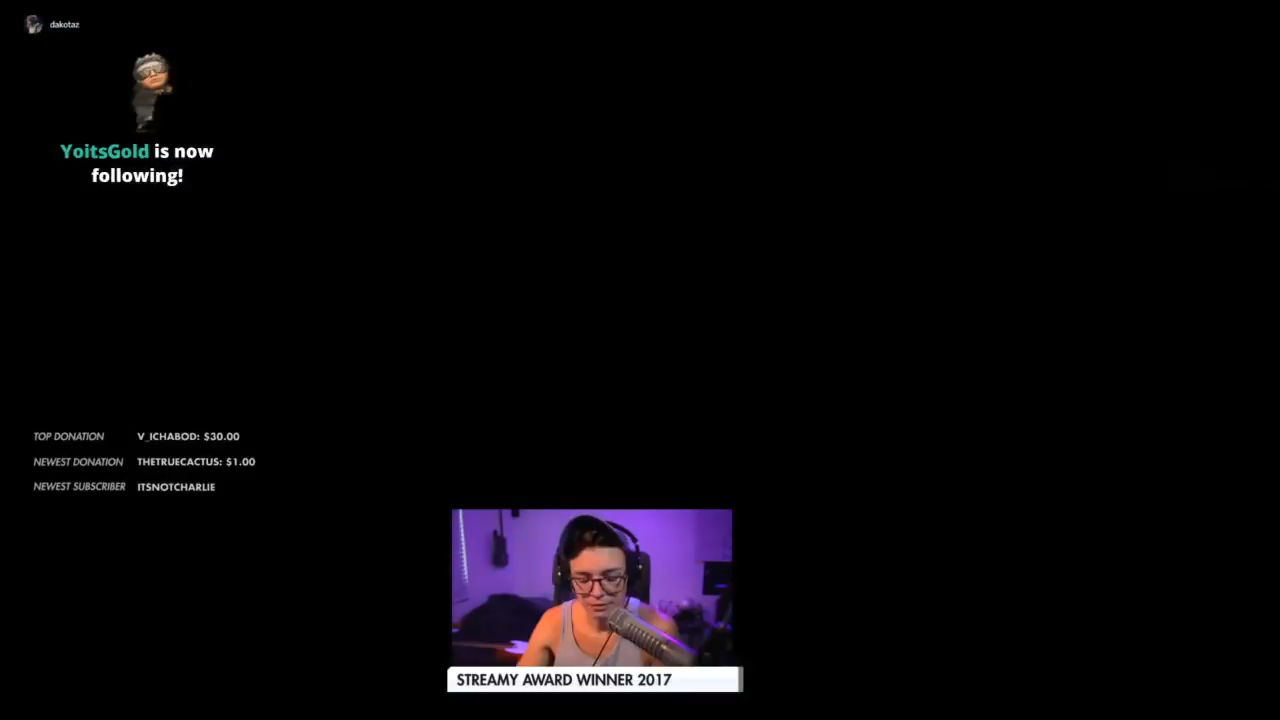 dakotaz
YoitsGold is now
following!
TOP DONATION V_ICHABOD: $30.00
NEWEST DONATION THETRUECACTUS: $1.00
NEWEST SUBSCRIBER ITSNOTCHARLIE
STREAMY AWARD WINNER 2017